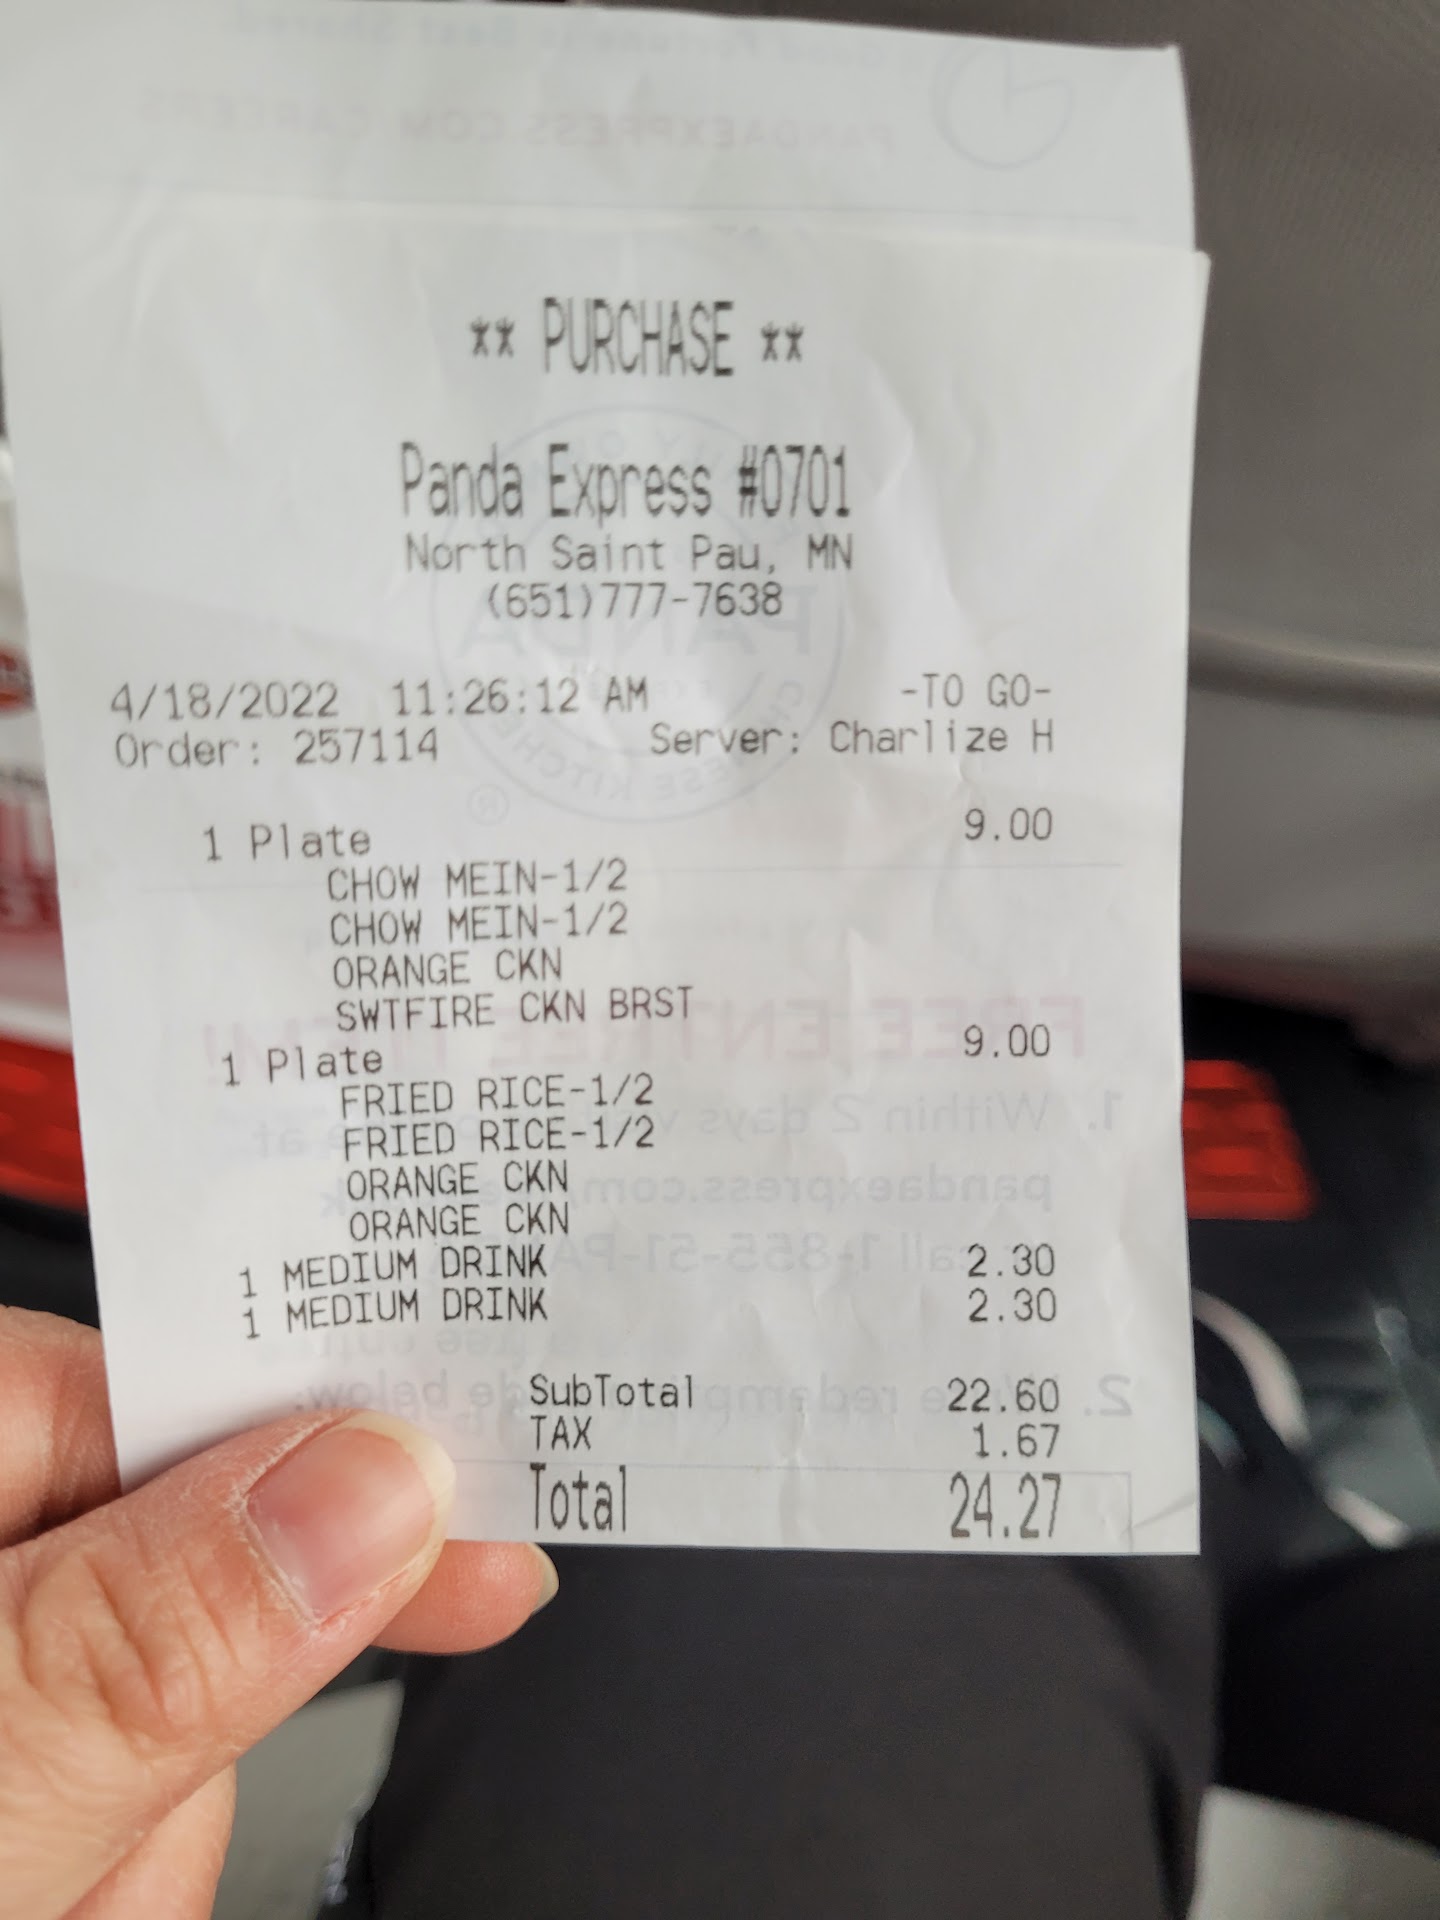 ** PURCHASE **
Panda Express #0701
North Saint Pau, MN
(651)777-7638
4/18/2022 11:26:12 AM -TO GO-
Order: 257114 Server: Charlize H
1 Plate 9.00
CHOW MEIN-1/2
CHOW MEIN-1/2
ORANGE CKN
SWTFIRE CKN BRST
1 Plate 9.00
FRIED RICE-1/2
FRIED RICE-1/2
ORANGE CKN
ORANGE CKN
1 MEDIUM DRINK 2.30
1 MEDIUM DRINK 2.30
SubTotal 22.60
TAX 1.67
Total 24.27